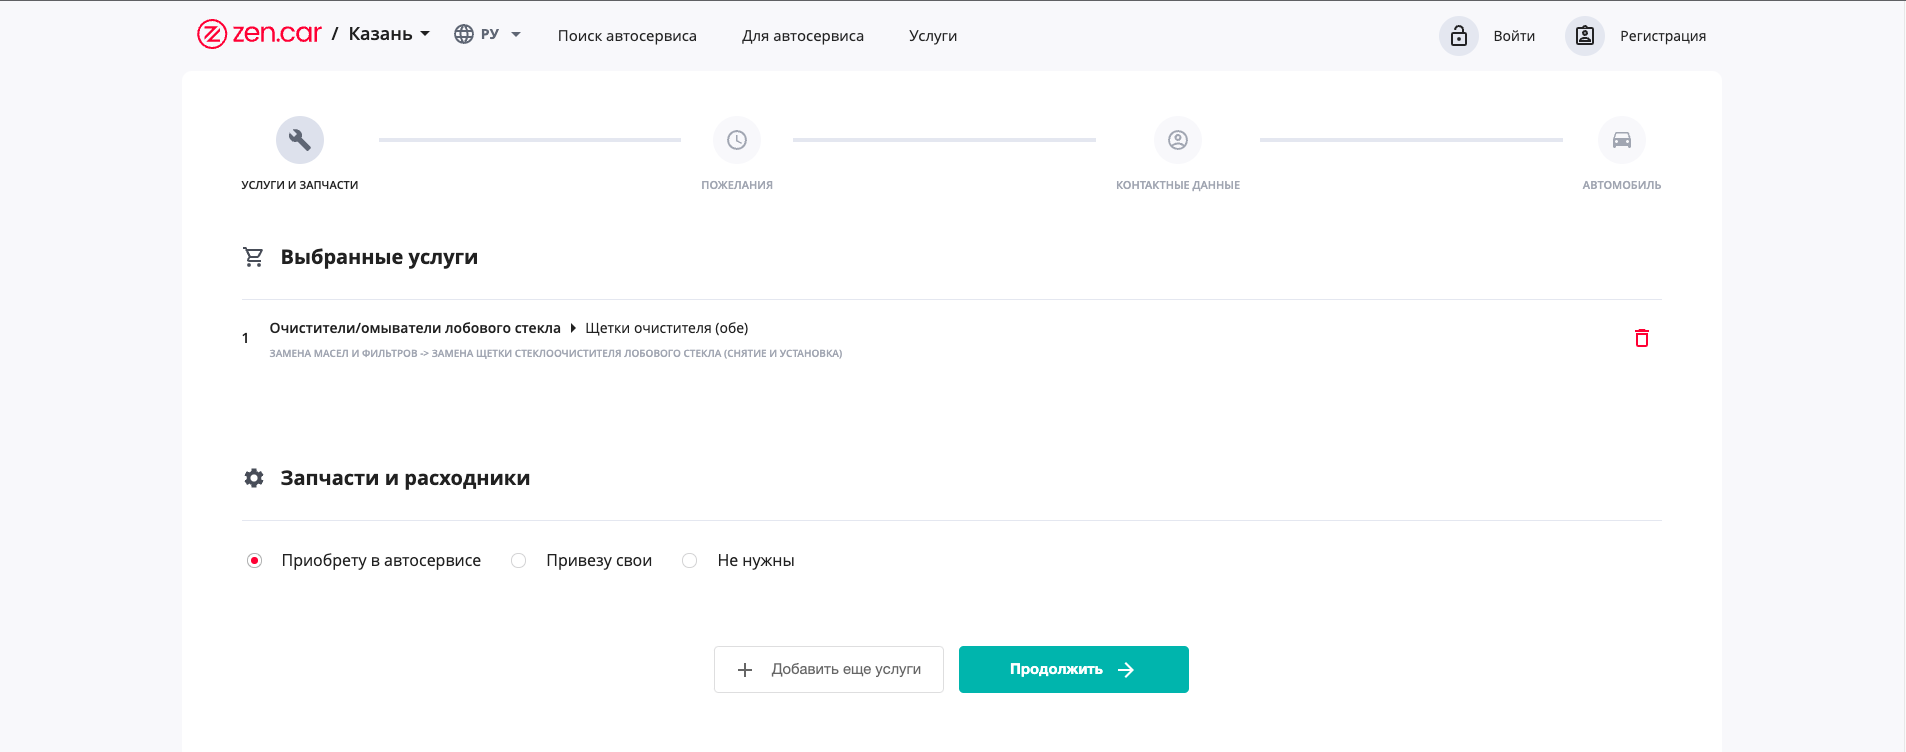 zen.car / Казань РУ Поиск автосервиса Для автосервиса Услуги Войти Регистрация
УСЛУГИ И ЗАПЧАСТИ ПОЖЕЛАНИЯ КОНТАКТНЫЕ ДАННЫЕ АВТОМОБИЛЬ
Выбранные услуги
1 Очистители/омыватели лобового стекла Щетки очистителя (обе)
ЗАМЕНА МАСЕЛ И ФИЛЬТРОВ -> ЗАМЕНА ЩЕТКИ СТЕКЛООЧИСТИТЕЛЯ ЛОБОВОГО СТЕКЛА (СНЯТИЕ И УСТАНОВКА)
Запчасти и расходники
Приобрету в автосервисе Привезу свои Не нужны
Добавить еще услуги Продолжить